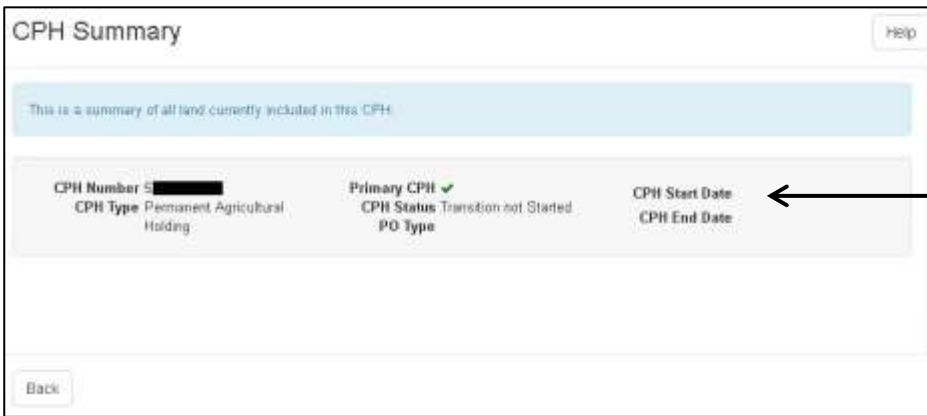 CPH Summary
Help
This is a summary of all land currently included in this CPH.
CPH Number 5
CPH Type Permanent Agricultural
Holding
Primary CPH
CPH Status Transition not Started
PO Type
CPH Start Date
CPH End Date
Back